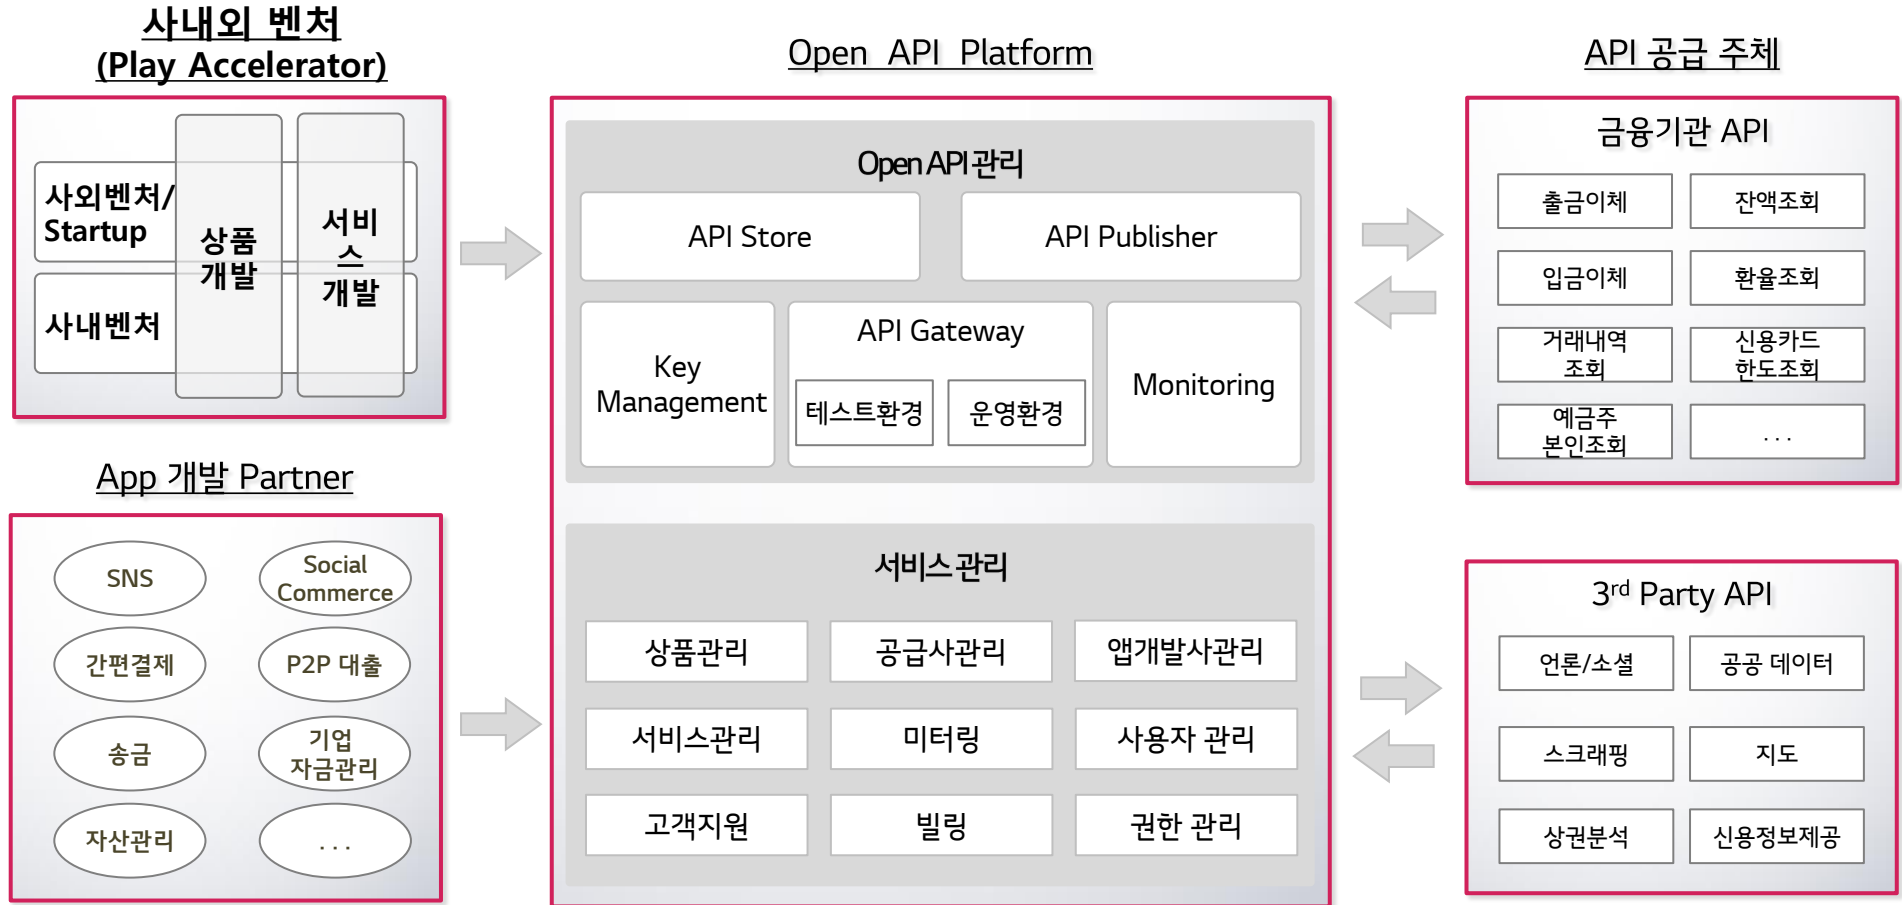 사내외 벤처
(Play Accelerator)
사외벤처/
Startup
사내벤처
상품
개발
서비
스
개발
App 개발 Partner
SNS
Social
Commerce
간편결제
P2P 대출
송금
기업
자금관리
자산관리
...
Open API Platform
Open API 관리
API Store
API Publisher
Key
Management
API Gateway
테스트환경
운영환경
Monitoring
서비스 관리
상품관리
공급사관리
앱개발사관리
서비스관리
미터링
사용자 관리
고객지원
빌링
권한 관리
API 공급 주체
금융기관 API
출금이체
잔액조회
입금이체
환율조회
거래내역
조회
신용카드
한도조회
예금주
본인조회
...
3rd Party API
언론/소셜
공공 데이터
스크래핑
지도
상권분석
신용정보제공